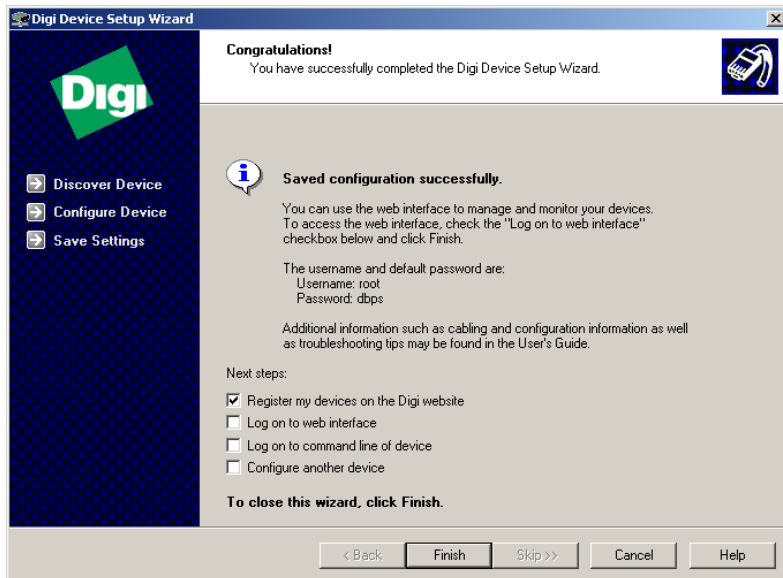 Digi Device Setup Wizard
Digi
Congratulations!
You have successfully completed the Digi Device Setup Wizard.
Discover Device
Configure Device
Save Settings
Saved configuration successfully.
You can use the web interface to manage and monitor your devices.
To access the web interface, check the "Log on to web interface"
checkbox below and click Finish.
The username and default password are:
Username: root
Password: dbps
Additional information such as cabling and configuration information as well
as troubleshooting tips may be found in the User's Guide.
Next steps:
Register my devices on the Digi website
Log on to web interface
Log on to command line of device
Configure another device
To close this wizard, click Finish.
< Back Finish Skip >> Cancel Help